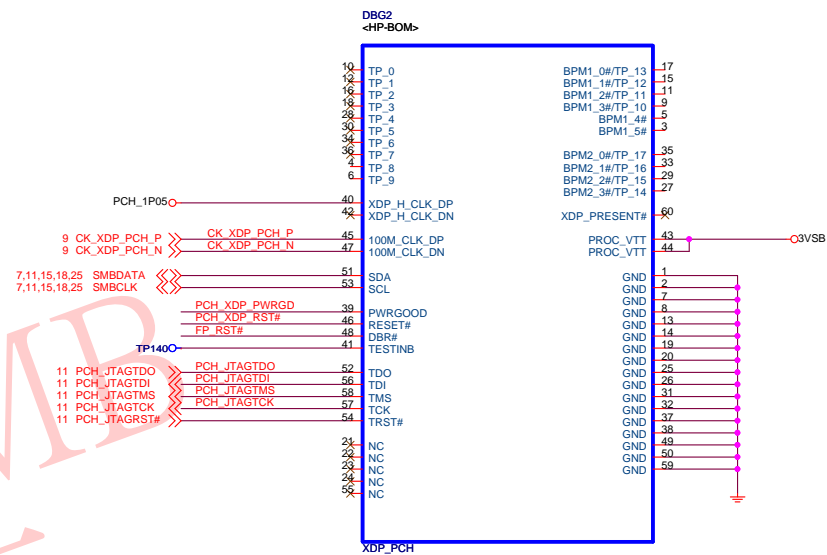 DBG2
<HP-BOM>
10 TP_0 BPM1_0#/TP_13 17
12 TP_1 BPM1_1#/TP_12 15
16 TP_2 BPM1_2#/TP_11 11
18 TP_3 BPM1_3#/TP_10 9
28 TP_4 BPM1_4# 5
30 TP_5 BPM1_5# 3
34 TP_6
36 TP_7 BPM2_0#/TP_17 35
4 TP_8 BPM2_1#/TP_16 33
6 TP_9 BPM2_2#/TP_15 29
BPM2_3#/TP_14 27
PCH_1P05 40 XDP_H_CLK_DP
42 XDP_H_CLK_DN XDP_PRESENT# 60
9 CK_XDP_PCH_P CK_XDP_PCH_P 45 100M_CLK_DP PROC_VTT 43 3VSB
9 CK_XDP_PCH_N CK_XDP_PCH_N 47 100M_CLK_DN PROC_VTT 44
7,11,15,18,25 SMBDATA 51 SDA GND 1
7,11,15,18,25 SMBCLK 53 SCL GND 2
GND 7
PCH_XDP_PWRGD 39 PWRGOOD GND 8
PCH_XDP_RST# 46 RESET# GND 13
FP_RST# 48 DBR# GND 14
TP140 41 TESTINB GND 19
GND 20
11 PCH_JTAGTDO PCH_JTAGTDO 52 TDO GND 25
11 PCH_JTAGTDI PCH_JTAGTDI 56 TDI GND 26
11 PCH_JTAGTMS PCH_JTAGTMS 58 TMS GND 31
11 PCH_JTAGTCK PCH_JTAGTCK 57 TCK GND 32
11 PCH_JTAGRST# 54 TRST# GND 37
GND 38
21 NC GND 49
22 NC GND 50
23 NC GND 59
24 NC
55 NC
XDP_PCH